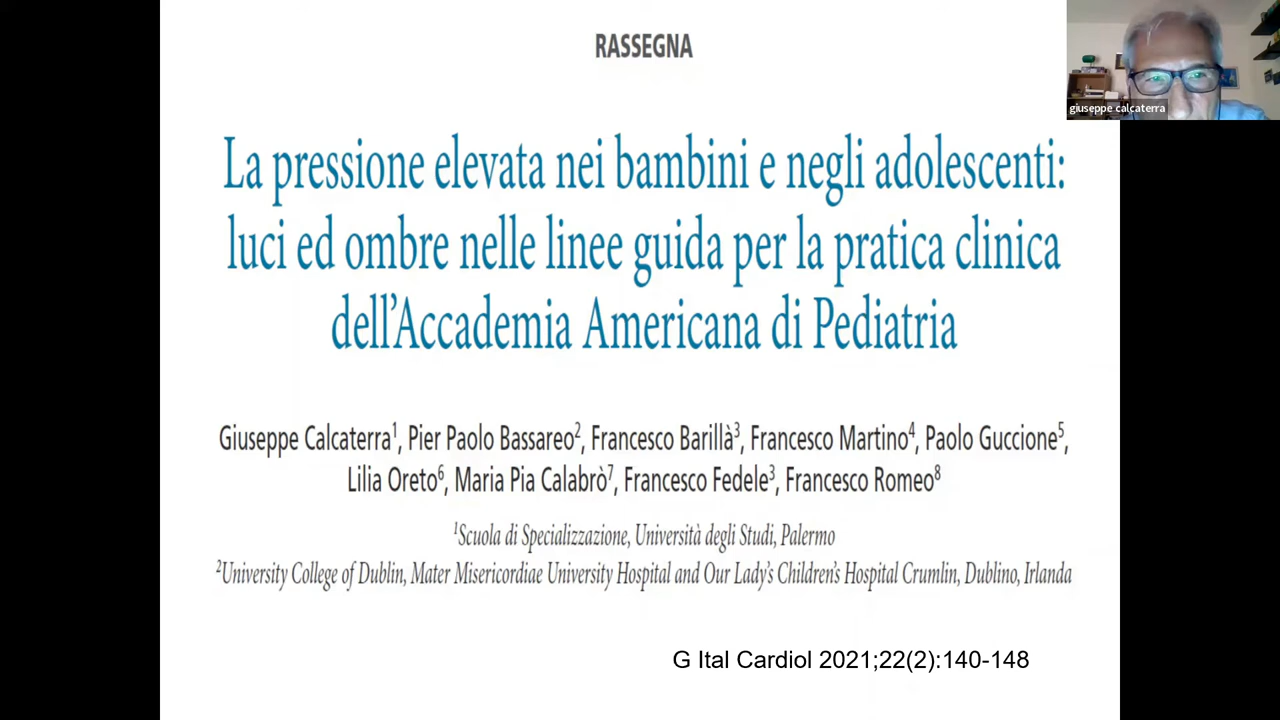 RASSEGNA
giuseppe calcaterra
La pressione elevata nei bambini e negli adolescenti:
luci ed ombre nelle linee guida per la pratica clinica
dell'Accademia Americana di Pediatria
Giuseppe Calcaterra¹, Pier Paolo Bassareo², Francesco Barillà³, Francesco Martino⁴, Paolo Guccione⁵,
Lilia Oreto⁶, Maria Pia Calabrò⁷, Francesco Fedele³, Francesco Romeo⁸
¹Scuola di Specializzazione, Università degli Studi, Palermo
²University College of Dublin, Mater Misericordiae University Hospital and Our Lady's Children's Hospital Crumlin, Dublino, Irlanda
G Ital Cardiol 2021;22(2):140-148